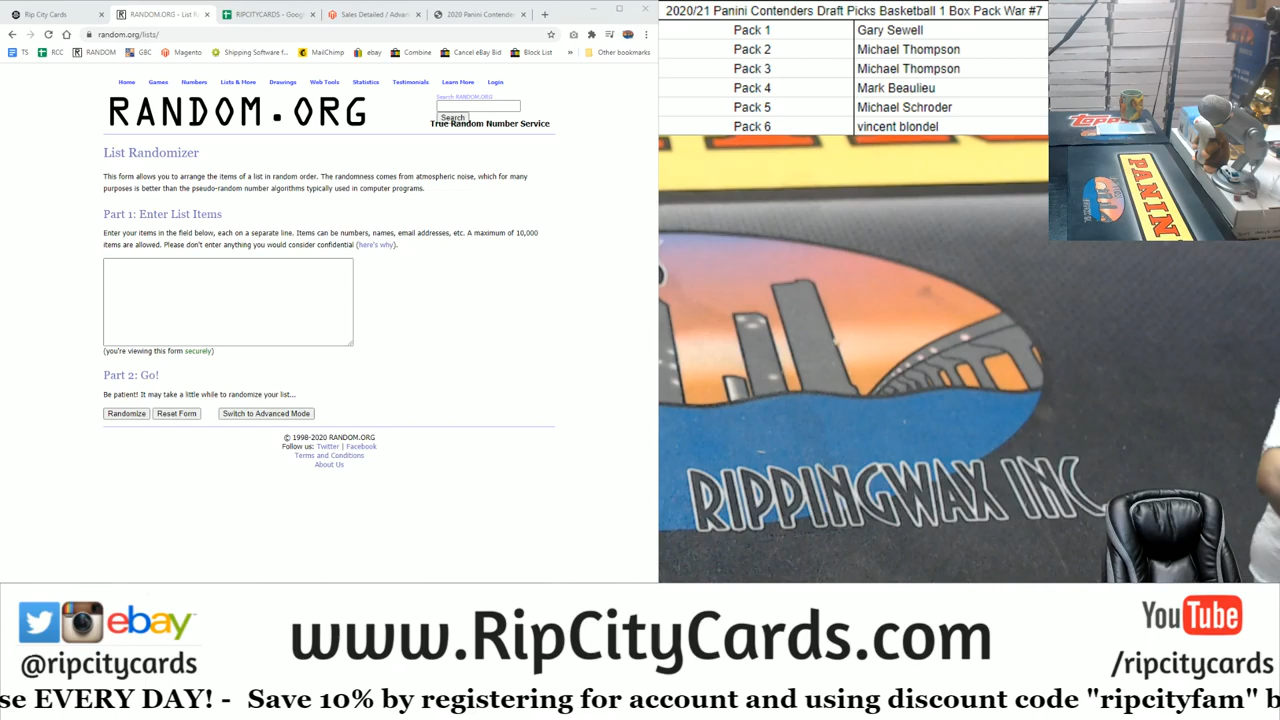 Rip City Cards
RANDOM.ORG - List R
RIPCITYCARDS - Goog
Sales Detailed / Advan
2020 Panini Contender
random.org/lists/
TS RCC RANDOM GBC Magento Shipping Software f... MailChimp ebay Combine Cancel eBay Bid Block List » Other bookmarks
Home Games Numbers Lists & More Drawings Web Tools Statistics Testimonials Learn More Login
Search RANDOM.ORG
RANDOM.ORG
Search
True Random Number Service
List Randomizer
This form allows you to arrange the items of a list in random order. The randomness comes from atmospheric noise, which for many
purposes is better than the pseudo-random number algorithms typically used in computer programs.
Part 1: Enter List Items
Enter your items in the field below, each on a separate line. Items can be numbers, names, email addresses, etc. A maximum of 10,000
items are allowed. Please don't enter anything you would consider confidential (here's why).
(you're viewing this form securely)
Part 2: Go!
Be patient! It may take a little while to randomize your list...
Randomize Reset Form Switch to Advanced Mode
© 1998-2020 RANDOM.ORG
Follow us: Twitter | Facebook
Terms and Conditions
About Us
2020/21 Panini Contenders Draft Picks Basketball 1 Box Pack War #7
Pack 1 Gary Sewell
Pack 2 Michael Thompson
Pack 3 Michael Thompson
Pack 4 Mark Beaulieu
Pack 5 Michael Schroder
Pack 6 vincent blondel
Topps
PANINI
RIPPINGWAX INC
ebay
@ripcitycards
www.RipCityCards.com
YouTube
/ripcitycards
se EVERY DAY! - Save 10% by registering for account and using discount code "ripcityfam" b